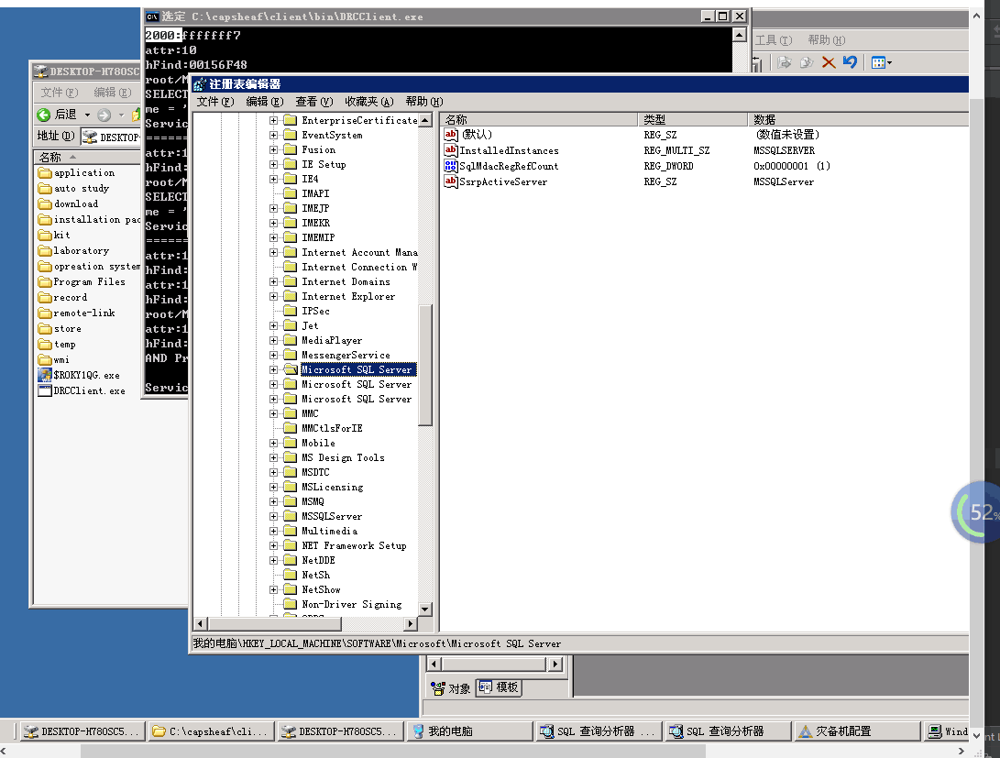 选定 C:\capsheaf\client\bin\DRCClient.exe
2000:fffffff7
attr:10
hFind:00156F48
root/M
SELECT
me = '
Servic
======
attr:1
hFind:
root/M
SELECT
me = '
Servic
======
attr:1
hFind:
attr:1
hFind:
root/M
attr:1
hFind:
AND Pr
Servic
工具(T) 帮助(H)
DESKTOP-H780SC
文件(F) 编辑(E)
后退
地址(D) DESKTOP
名称
application
auto study
download
installation pac
kit
laboratory
opreation system
Program Files
record
remote-link
store
temp
wmi
$ROKY1QG.exe
DRCClient.exe
注册表编辑器
文件(F) 编辑(E) 查看(V) 收藏夹(A) 帮助(H)
EnterpriseCertificate
EventSystem
Fusion
IE Setup
IE4
IMAPI
IMEJP
IMEKR
IMEMIP
Internet Account Mana
Internet Connection W
Internet Domains
Internet Explorer
IPSec
Jet
MediaPlayer
MessengerService
Microsoft SQL Server
Microsoft SQL Server
Microsoft SQL Server
MMC
MMCtlsForIE
Mobile
MS Design Tools
MSDTC
MSLicensing
MSMQ
MSSQLServer
Multimedia
NET Framework Setup
NetDDE
NetSh
NetShow
Non-Driver Signing
名称 类型 数据
(默认) REG_SZ (数值未设置)
InstalledInstances REG_MULTI_SZ MSSQLSERVER
SqlMdacRegRefCount REG_DWORD 0x00000001 (1)
SsrpActiveServer REG_SZ MSSQLServer
52%
我的电脑\HKEY_LOCAL_MACHINE\SOFTWARE\Microsoft\Microsoft SQL Server
对象 模板
DESKTOP-H780SC5... C:\capsheaf\cli... DESKTOP-H780SC5... 我的电脑 SQL 查询分析器 ... SQL 查询分析器 灾备机配置 Wind
nt L